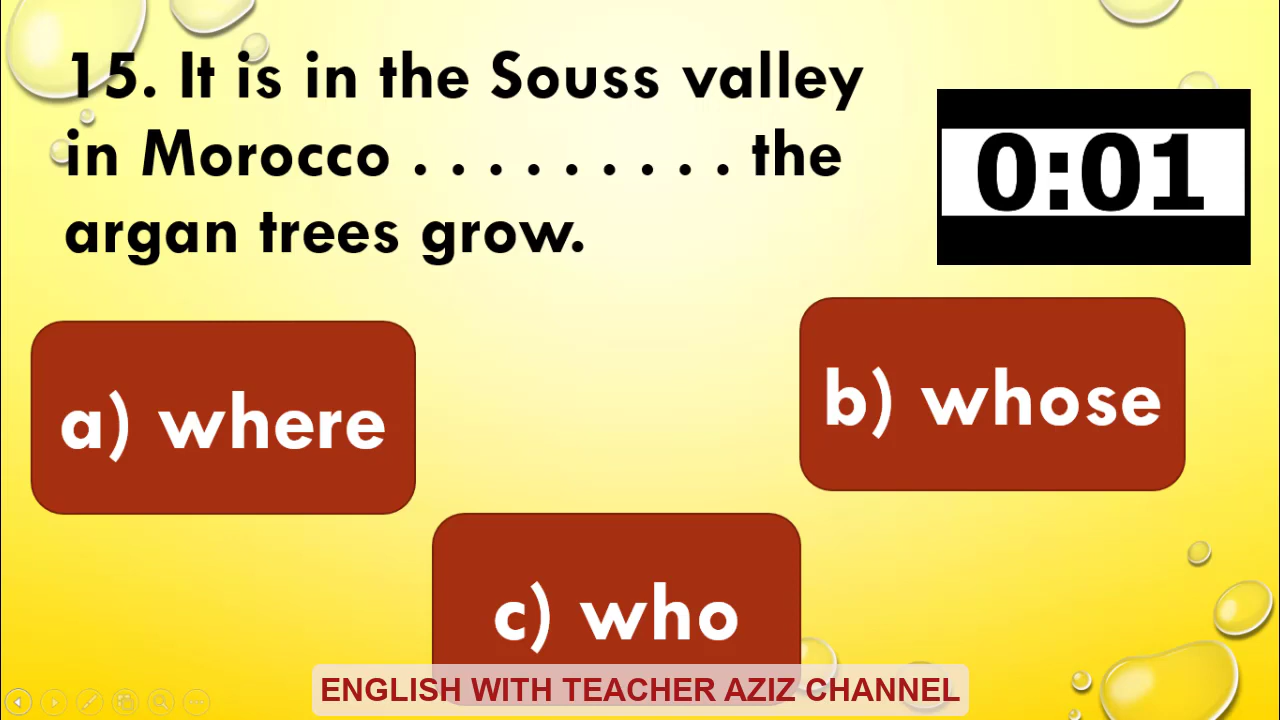 15. It is in the Souss valley
in Morocco . . . . . . . . . the
argan trees grow.
0:01
a) where
b) whose
c) who
ENGLISH WITH TEACHER AZIZ CHANNEL